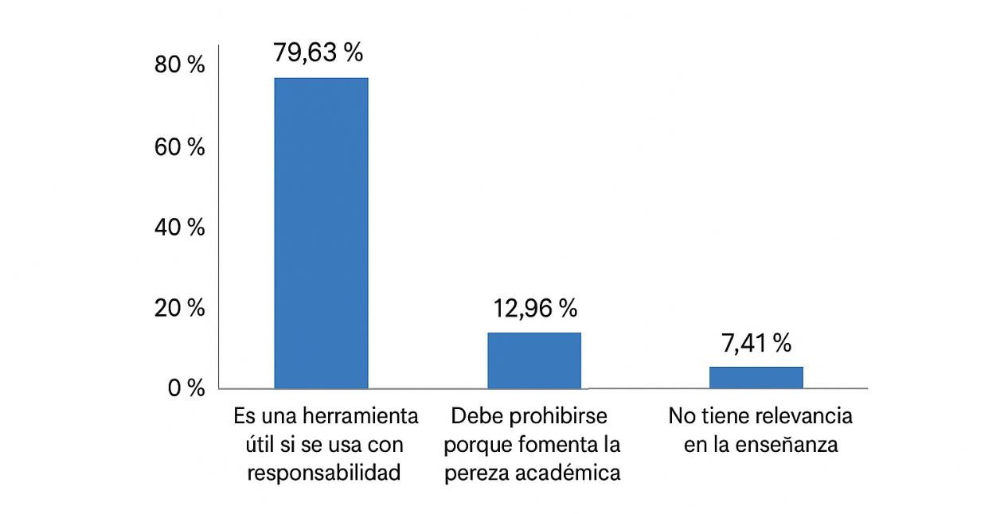 79,63 %
80 %
60 %
40 %
20 %
0 %
12,96 %
7,41 %
Es una herramienta
útil si se usa con
responsabilidad
Debe prohibirse
porque fomenta la
pereza académica
No tiene relevancia
en la enseñanza